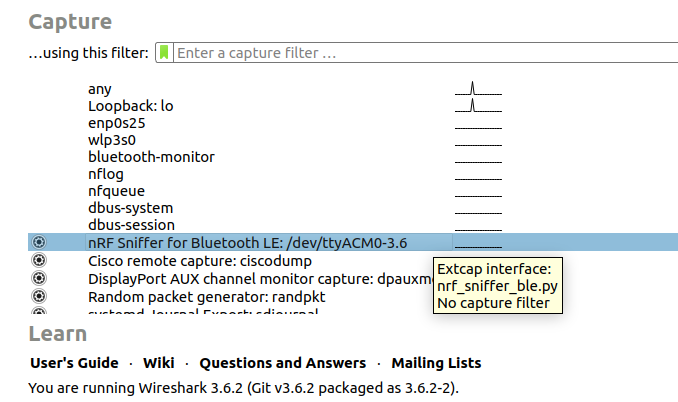 Capture
...using this filter: Enter a capture filter ...
any
Loopback: lo
enp0s25
wlp3s0
bluetooth-monitor
nflog
nfqueue
dbus-system
dbus-session
nRF Sniffer for Bluetooth LE: /dev/ttyACM0-3.6
Cisco remote capture: ciscodump
DisplayPort AUX channel monitor capture: dpauxm
Random packet generator: randpkt
systemd Journal Export: sdjournal
Extcap interface:
nrf_sniffer_ble.py
No capture filter
Learn
User's Guide · Wiki · Questions and Answers · Mailing Lists
You are running Wireshark 3.6.2 (Git v3.6.2 packaged as 3.6.2-2).